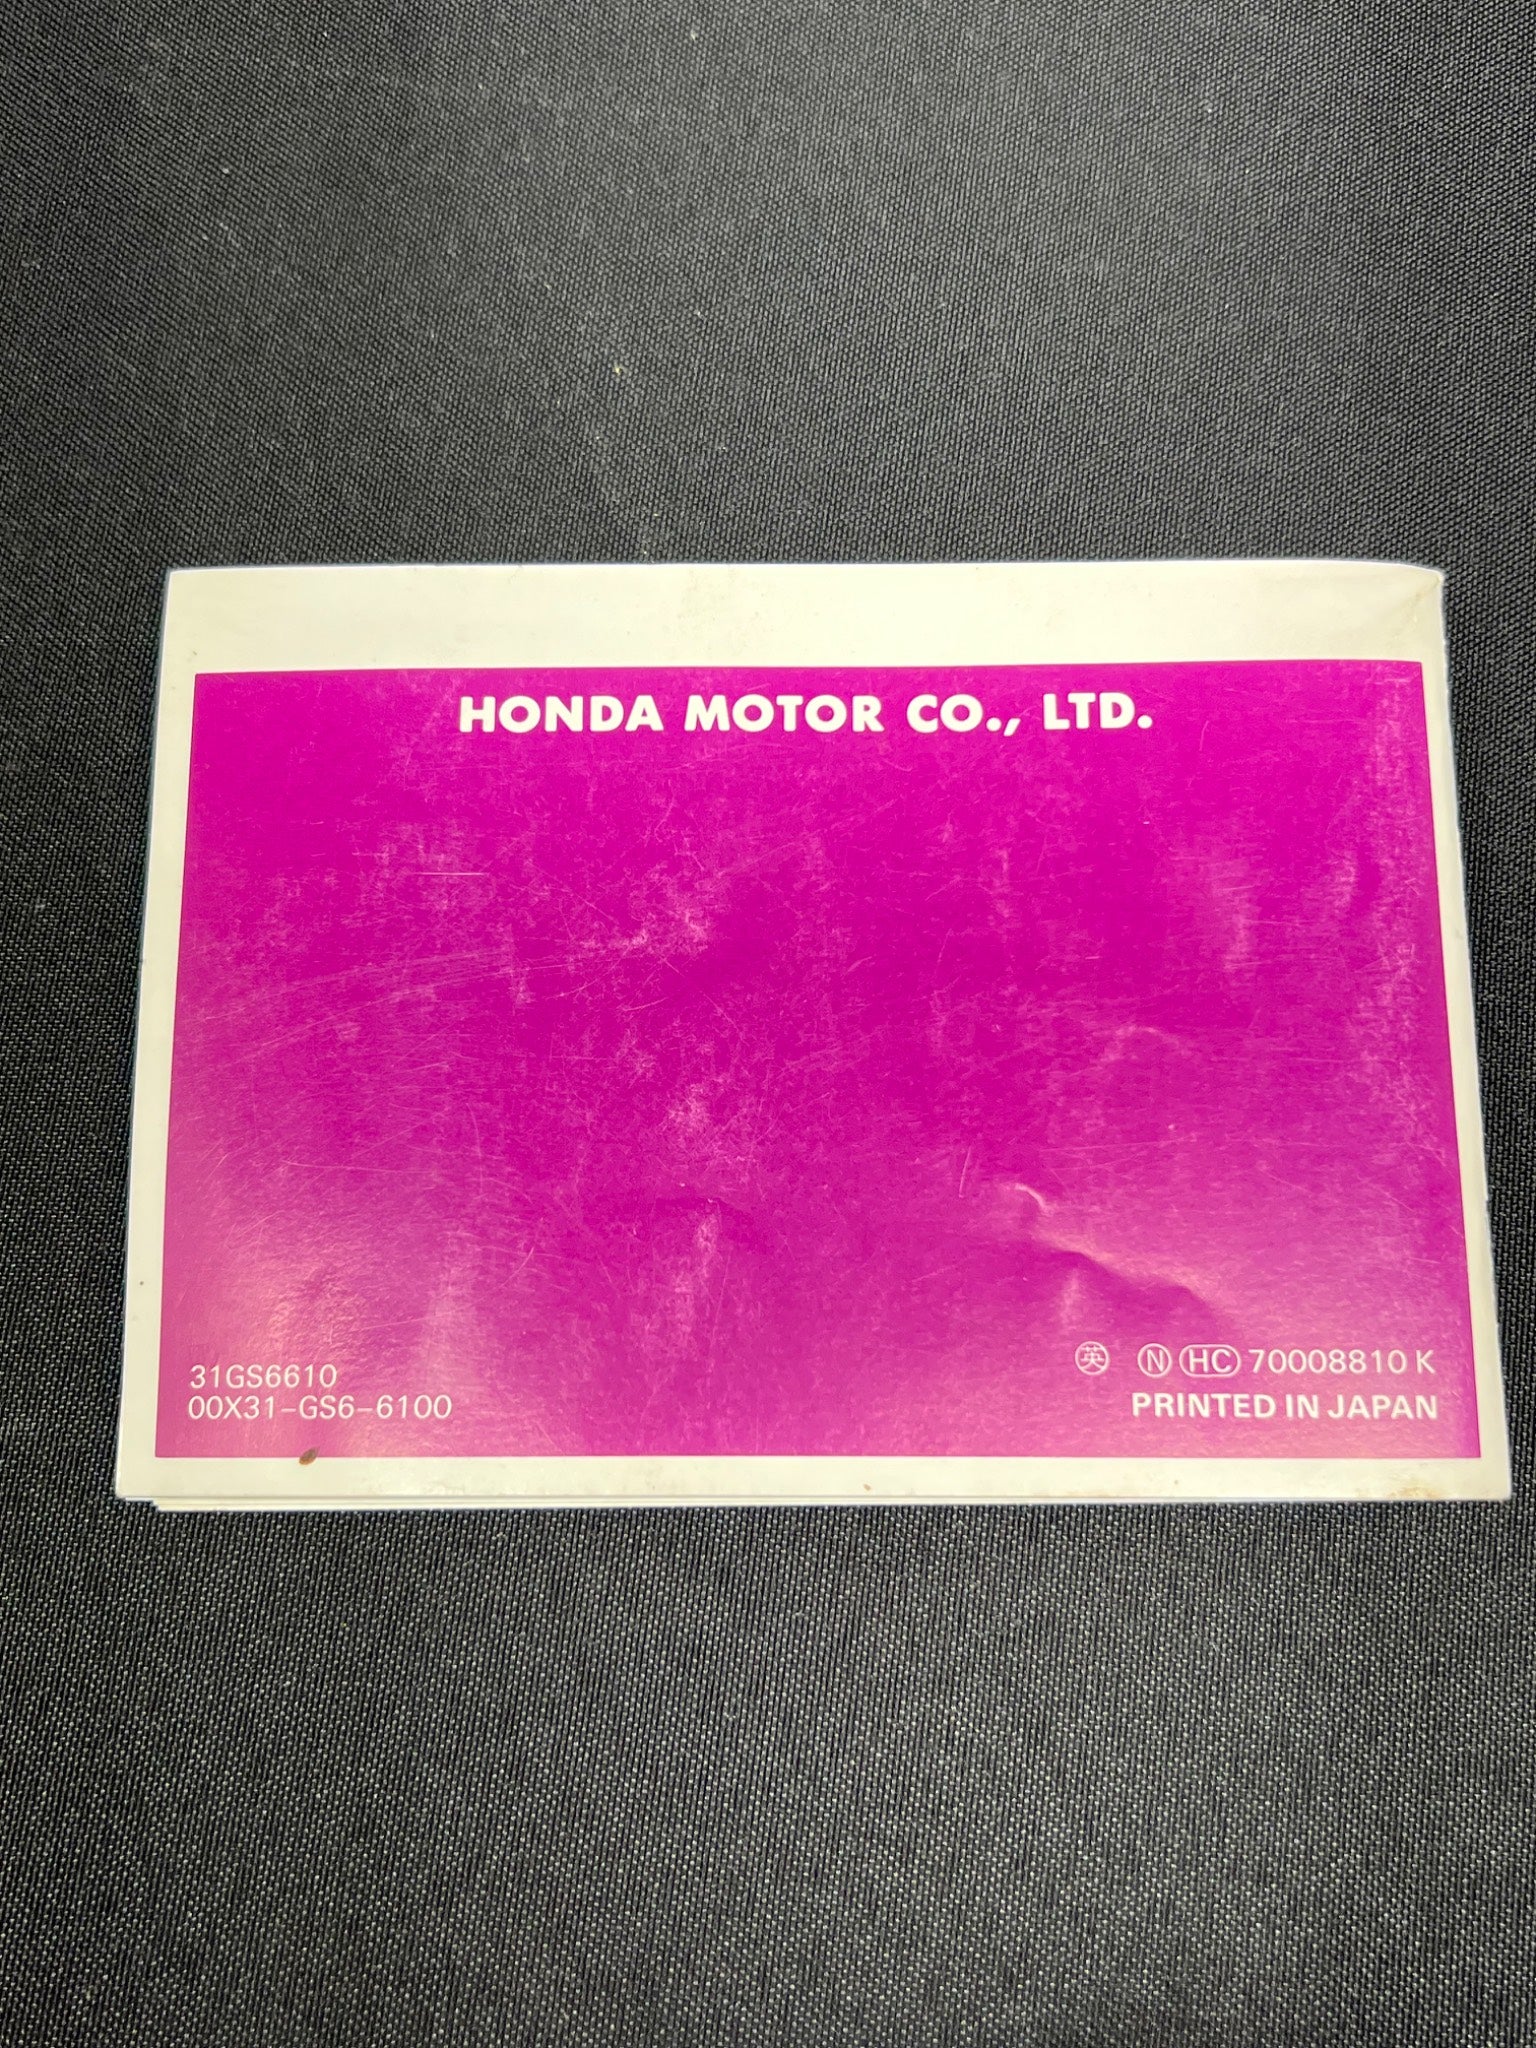 HONDA MOTOR CO., LTD.
31GS6610
00X31-GS6-6100
英 N HC 70008810 K
PRINTED IN JAPAN